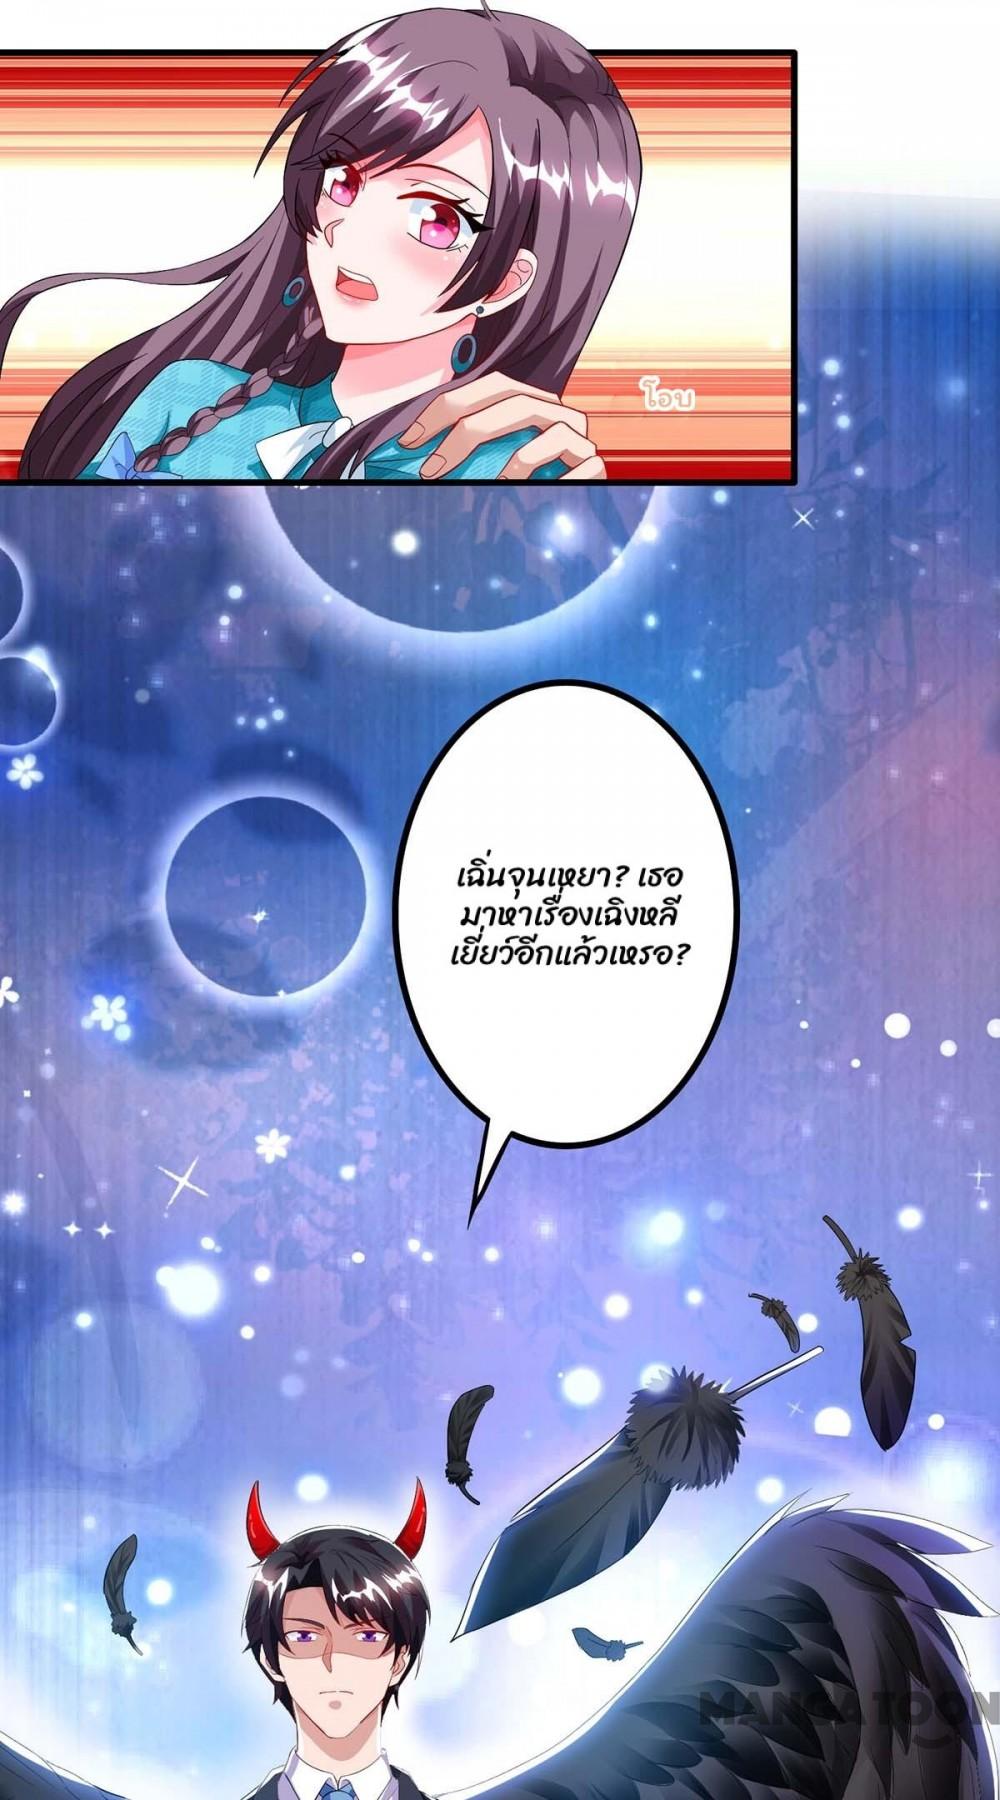 โอบ
เฉิ่นจุนเหยา? เธอ
มาหาเรื่องเฉิงหลี
เยี่ยว์อีกแล้วเหรอ?
MANGATOON